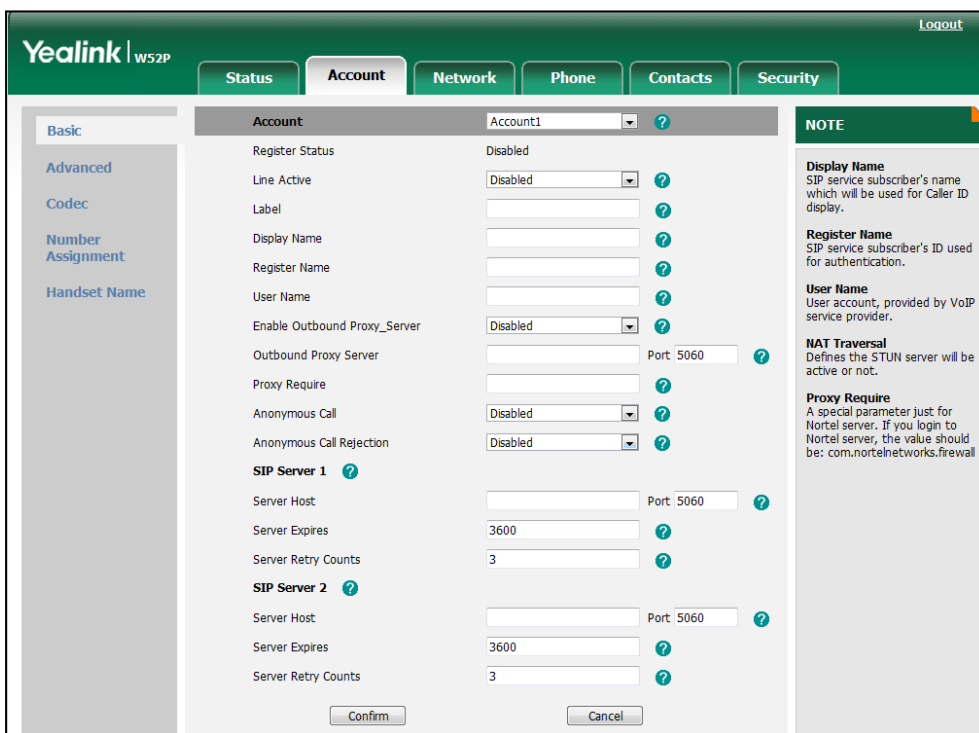 Logout
Yealink W52P
Status Account Network Phone Contacts Security
Basic
Advanced
Codec
Number
Assignment
Handset Name
Account Account1
Register Status Disabled
Line Active Disabled
Label
Display Name
Register Name
User Name
Enable Outbound Proxy_Server Disabled
Outbound Proxy Server Port 5060
Proxy Require
Anonymous Call Disabled
Anonymous Call Rejection Disabled
SIP Server 1
Server Host Port 5060
Server Expires 3600
Server Retry Counts 3
SIP Server 2
Server Host Port 5060
Server Expires 3600
Server Retry Counts 3
Confirm Cancel
NOTE
Display Name
SIP service subscriber's name
which will be used for Caller ID
display.
Register Name
SIP service subscriber's ID used
for authentication.
User Name
User account, provided by VoIP
service provider.
NAT Traversal
Defines the STUN server will be
active or not.
Proxy Require
A special parameter just for
Nortel server. If you login to
Nortel server, the value should
be: com.nortelnetworks.firewall